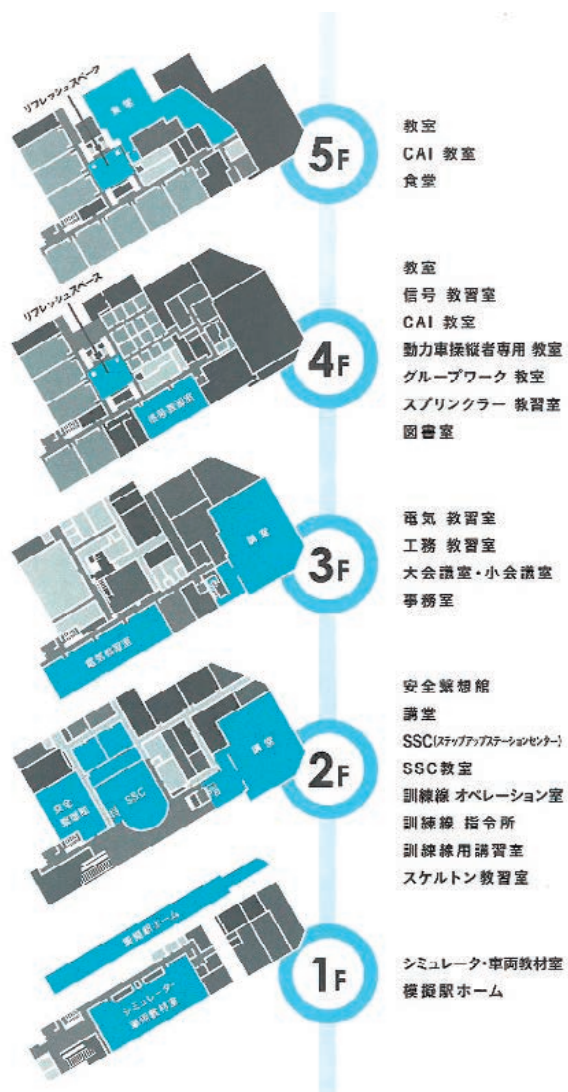 リフレッシュスペース
食堂
5F
教室
CAI 教室
食堂
リフレッシュスペース
信号教習室
4F
教室
信号 教習室
CAI 教室
動力車操縦者専用 教室
グループワーク 教室
スプリンクラー 教習室
図書室
講堂
電気教習室
3F
電気 教習室
工務 教習室
大会議室・小会議室
事務室
講堂
SSC
安全
繋想館
2F
安全繋想館
講堂
SSC(ステップアップステーションセンター)
SSC教室
訓練線 オペレーション室
訓練線 指令所
訓練線用講習室
スケルトン教習室
模擬駅ホーム
シミュレータ・
車両教材室
1F
シミュレータ・車両教材室
模擬駅ホーム